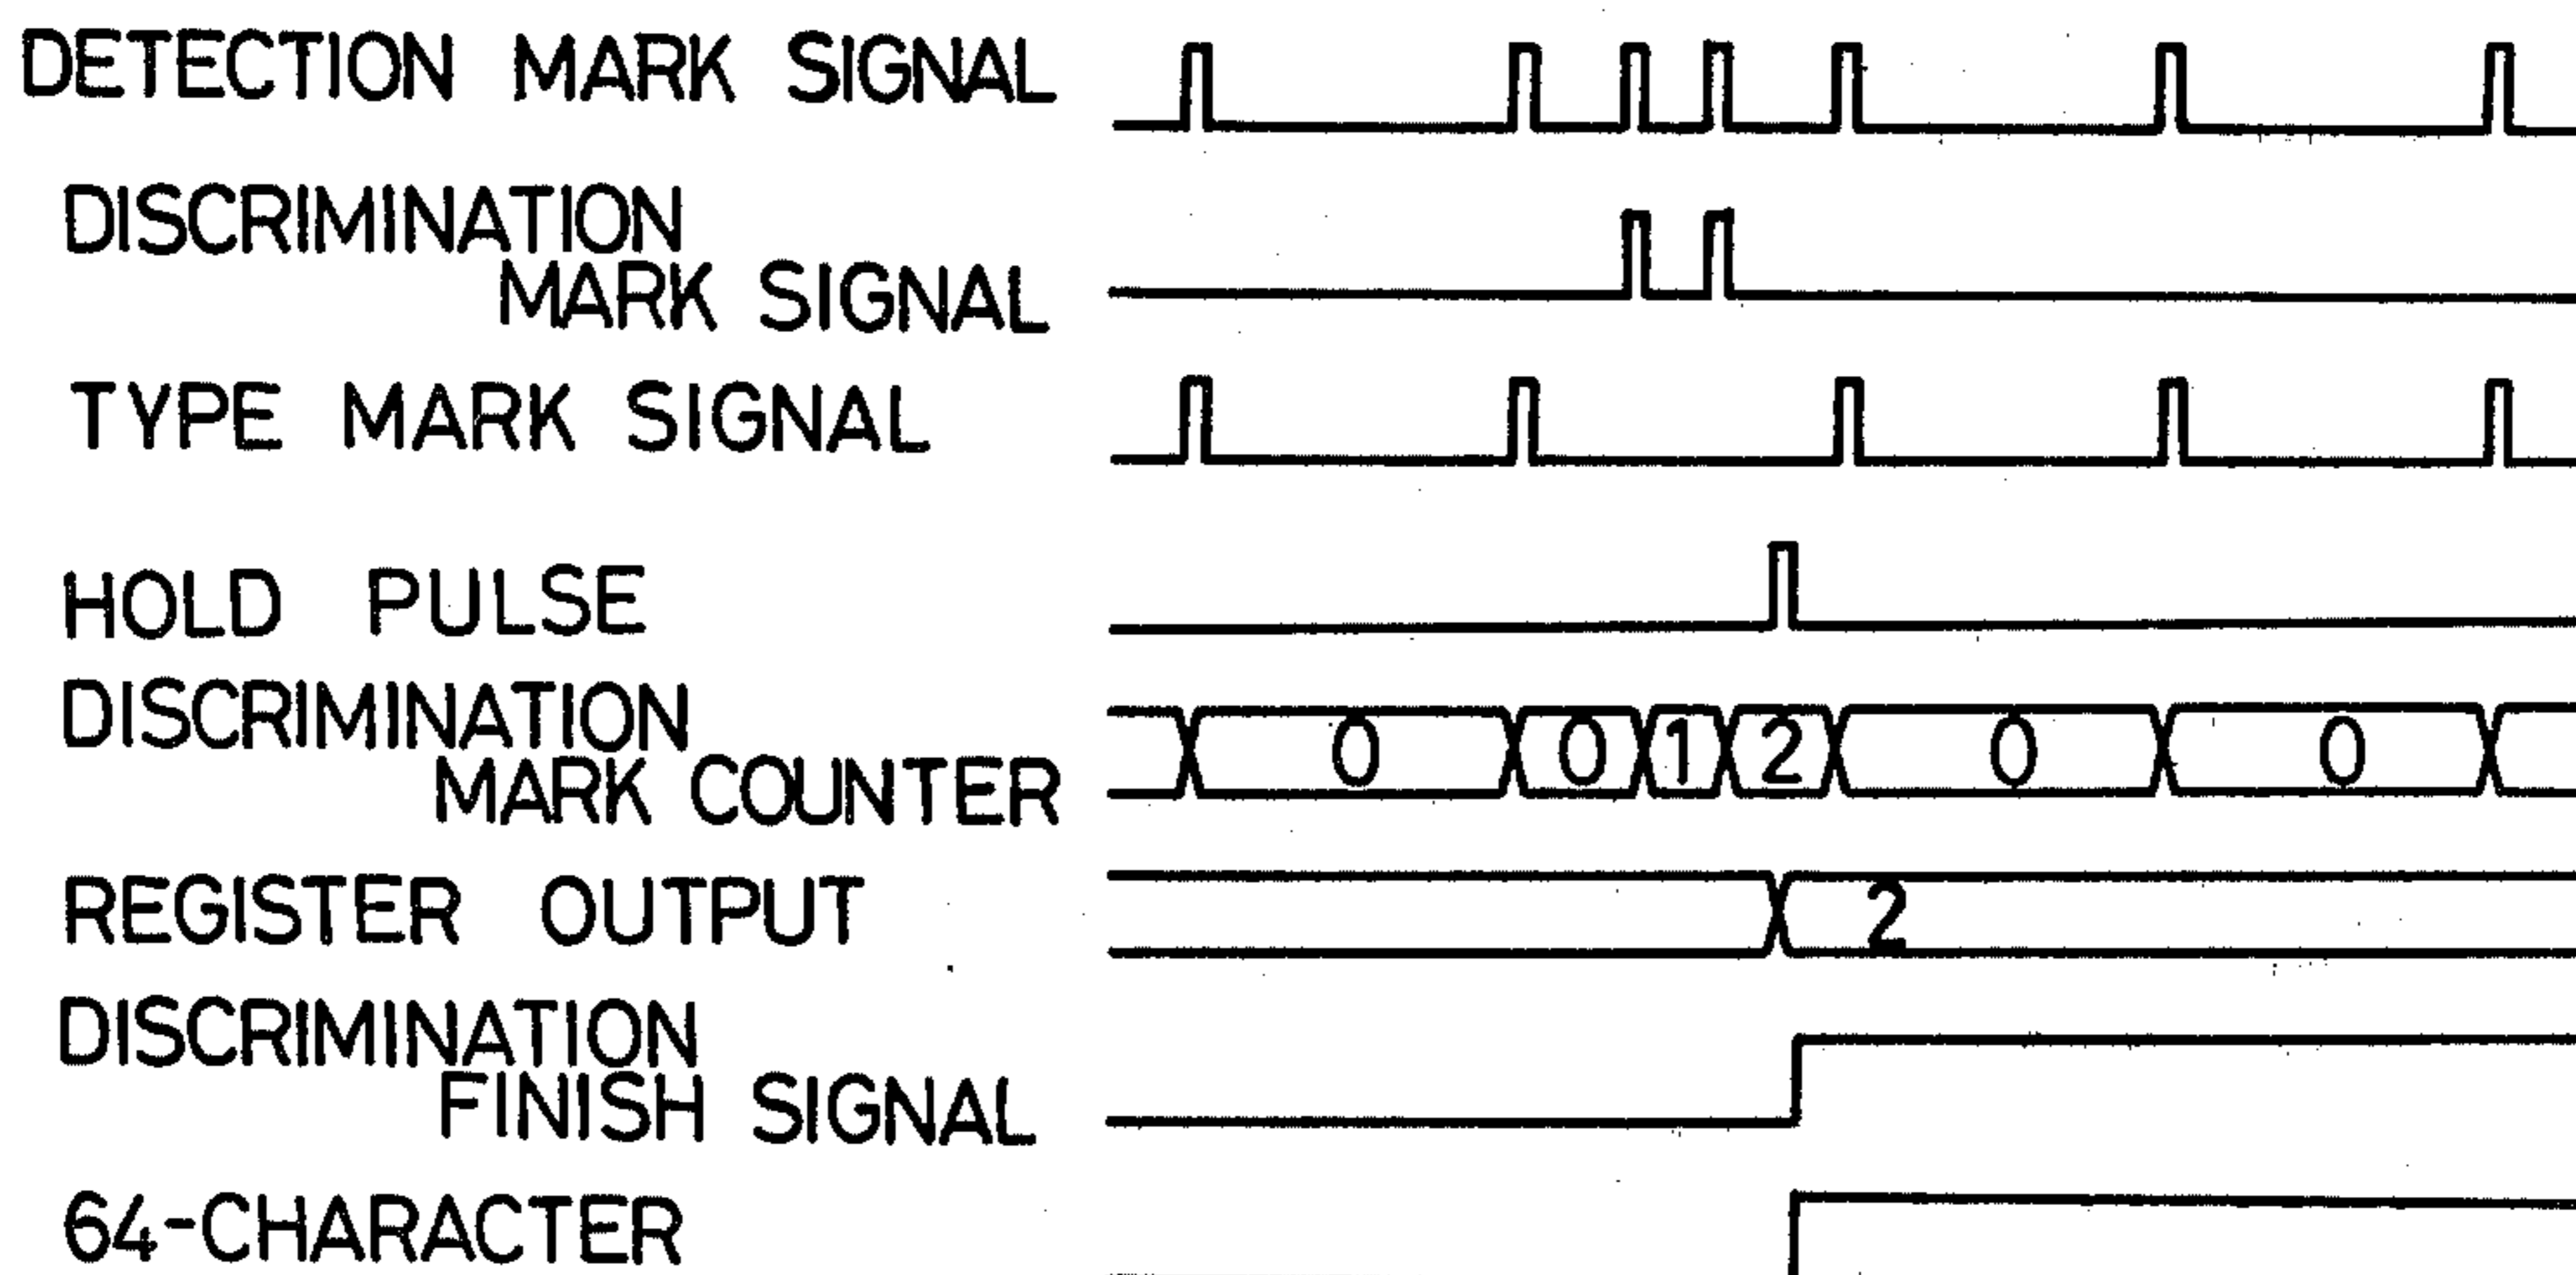 DETECTION MARK SIGNAL
DISCRIMINATION
MARK SIGNAL
TYPE MARK SIGNAL
HOLD PULSE
DISCRIMINATION
MARK COUNTER
0 0 1 2 0 0
REGISTER OUTPUT
2
DISCRIMINATION
FINISH SIGNAL
64-CHARACTER